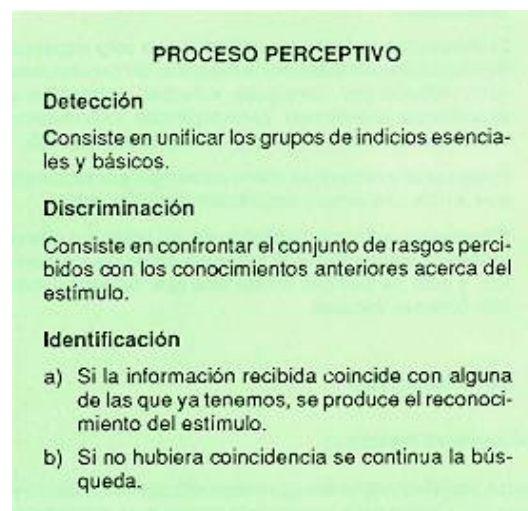 PROCESO PERCEPTIVO
Detección
Consiste en unificar los grupos de indicios esencia-
les y básicos.
Discriminación
Consiste en confrontar el conjunto de rasgos perci-
bidos con los conocimientos anteriores acerca del
estímulo.
Identificación
a) Si la información recibida coincide con alguna
de las que ya tenemos, se produce el reconoci-
miento del estímulo.
b) Si no hubiera coincidencia se continua la bús-
queda.